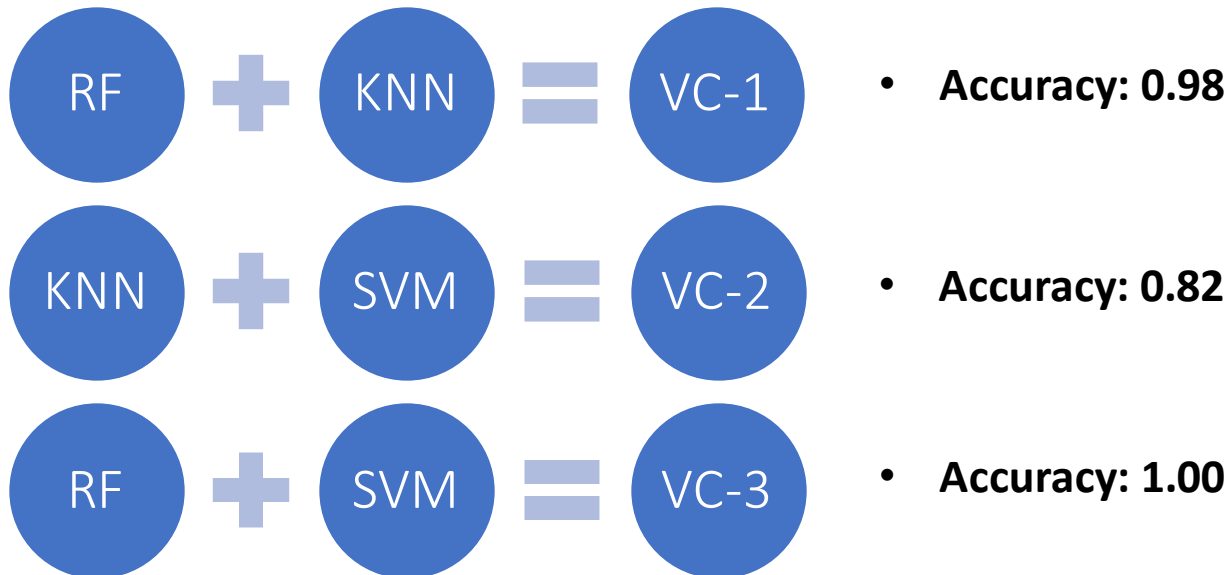 RF + KNN = VC-1 • Accuracy: 0.98
KNN + SVM = VC-2 • Accuracy: 0.82
RF + SVM = VC-3 • Accuracy: 1.00